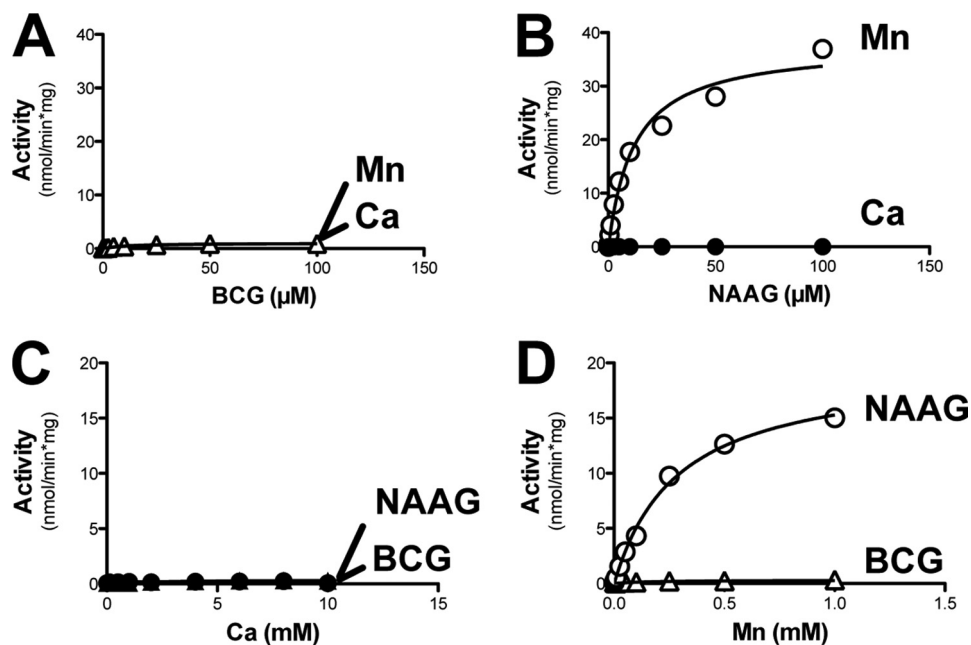 A
Activity
(nmol/min*mg)
40
30
20
10
0
0
50
100
150
BCG (µM)
Mn
Ca
B
Activity
(nmol/min*mg)
40
30
20
10
0
0
50
100
150
NAAG (µM)
Mn
Ca
C
Activity
(nmol/min*mg)
20
15
10
5
0
0
5
10
15
Ca (mM)
NAAG
BCG
D
Activity
(nmol/min*mg)
20
15
10
5
0
0.0
0.5
1.0
1.5
Mn (mM)
NAAG
BCG